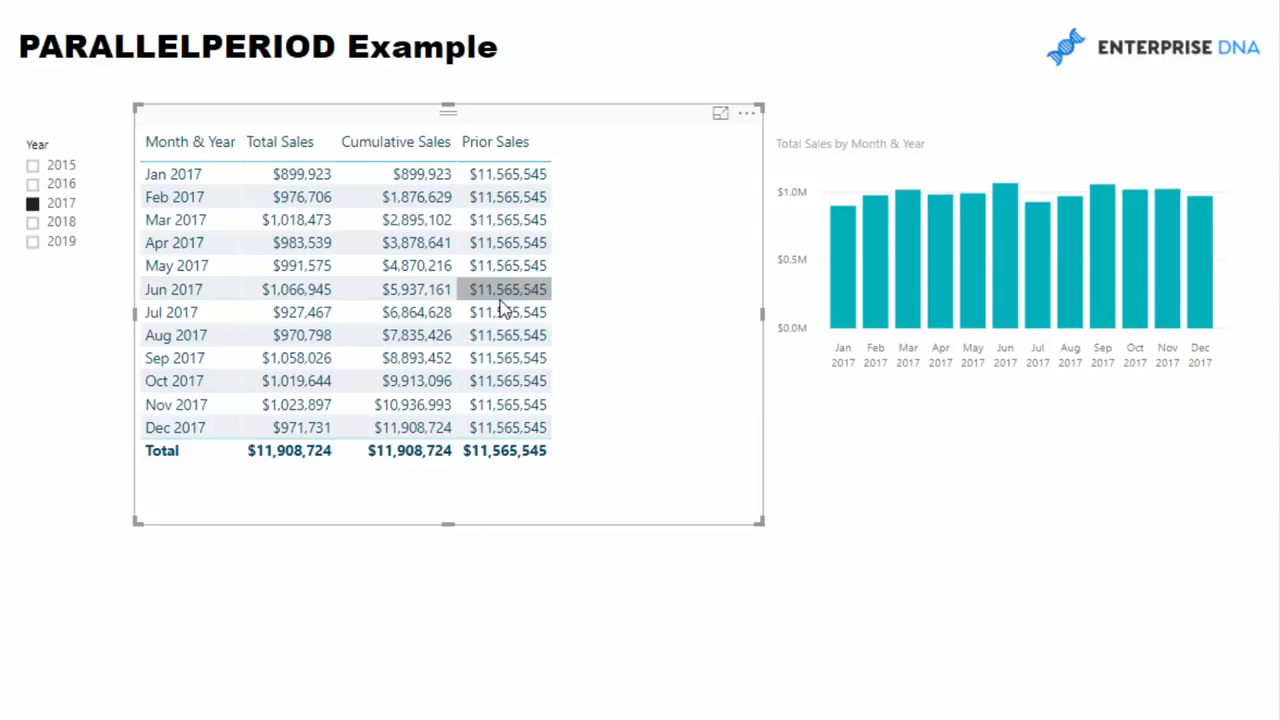 PARALLELPERIOD Example
ENTERPRISE DNA
Year
2015
2016
2017
2018
2019
Month & Year Total Sales Cumulative Sales Prior Sales
Jan 2017 $899,923 $899,923 $11,565,545
Feb 2017 $976,706 $1,876,629 $11,565,545
Mar 2017 $1,018,473 $2,895,102 $11,565,545
Apr 2017 $983,539 $3,878,641 $11,565,545
May 2017 $991,575 $4,870,216 $11,565,545
Jun 2017 $1,066,945 $5,937,161 $11,565,545
Jul 2017 $927,467 $6,864,628 $11,565,545
Aug 2017 $970,798 $7,835,426 $11,565,545
Sep 2017 $1,058,026 $8,893,452 $11,565,545
Oct 2017 $1,019,644 $9,913,096 $11,565,545
Nov 2017 $1,023,897 $10,936,993 $11,565,545
Dec 2017 $971,731 $11,908,724 $11,565,545
Total $11,908,724 $11,908,724 $11,565,545
Total Sales by Month & Year
$1.0M
$0.5M
$0.0M
Jan Feb Mar Apr May Jun Jul Aug Sep Oct Nov Dec
2017 2017 2017 2017 2017 2017 2017 2017 2017 2017 2017 2017